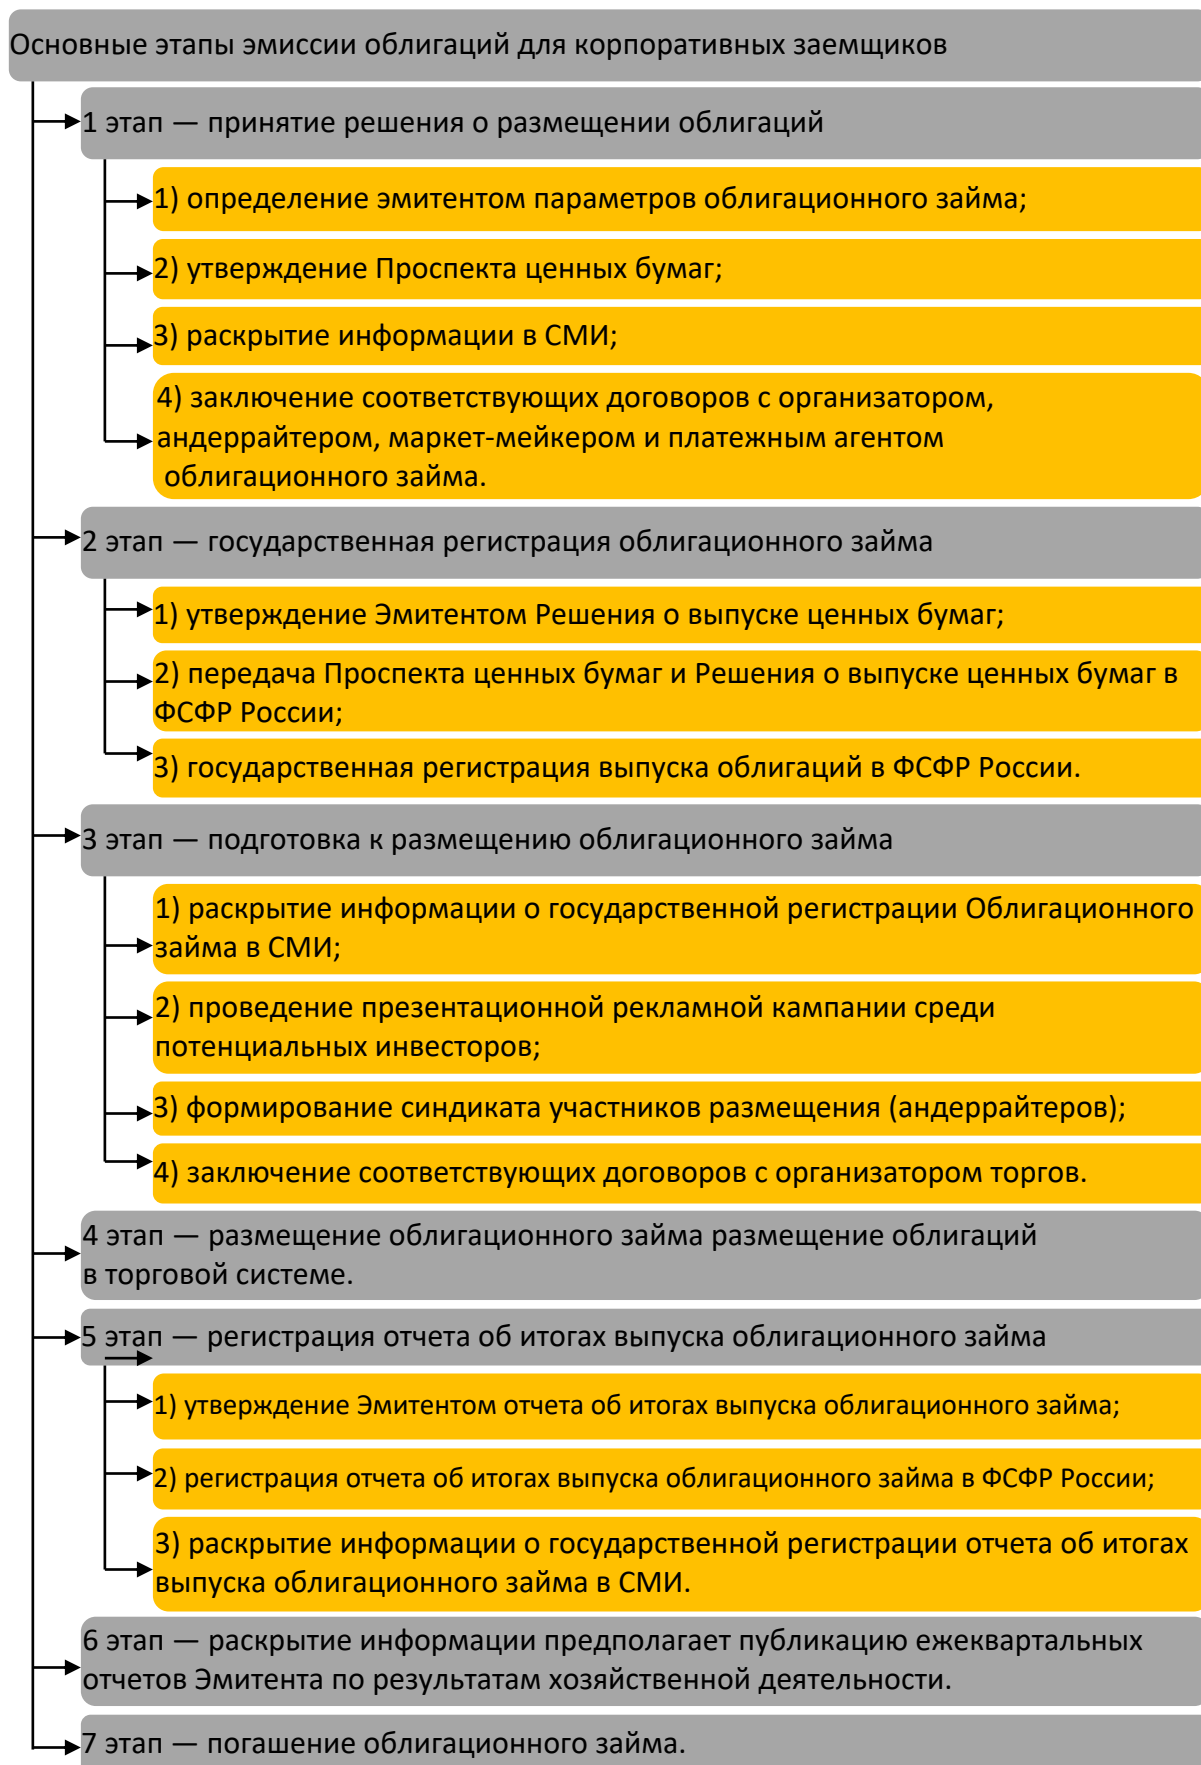 Основные этапы эмиссии облигаций для корпоративных заемщиков
1 этап — принятие решения о размещении облигаций
1) определение эмитентом параметров облигационного займа;
2) утверждение Проспекта ценных бумаг;
3) раскрытие информации в СМИ;
4) заключение соответствующих договоров с организатором,
андеррайтером, маркет-мейкером и платежным агентом
облигационного займа.
2 этап — государственная регистрация облигационного займа
1) утверждение Эмитентом Решения о выпуске ценных бумаг;
2) передача Проспекта ценных бумаг и Решения о выпуске ценных бумаг в
ФСФР России;
3) государственная регистрация выпуска облигаций в ФСФР России.
3 этап — подготовка к размещению облигационного займа
1) раскрытие информации о государственной регистрации Облигационного
займа в СМИ;
2) проведение презентационной рекламной кампании среди
потенциальных инвесторов;
3) формирование синдиката участников размещения (андеррайтеров);
4) заключение соответствующих договоров с организатором торгов.
4 этап — размещение облигационного займа размещение облигаций
в торговой системе.
5 этап — регистрация отчета об итогах выпуска облигационного займа
1) утверждение Эмитентом отчета об итогах выпуска облигационного займа;
2) регистрация отчета об итогах выпуска облигационного займа в ФСФР России;
3) раскрытие информации о государственной регистрации отчета об итогах
выпуска облигационного займа в СМИ.
6 этап — раскрытие информации предполагает публикацию ежеквартальных
отчетов Эмитента по результатам хозяйственной деятельности.
7 этап — погашение облигационного займа.